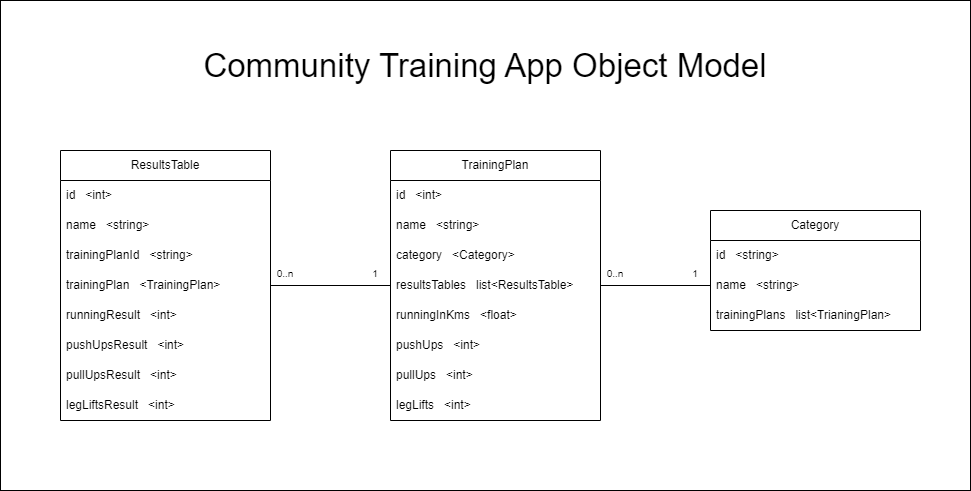 Community Training App Object Model
ResultsTable
id <int>
name <string>
trainingPlanId <string>
trainingPlan <TrainingPlan>
runningResult <int>
pushUpsResult <int>
pullUpsResult <int>
legLiftsResult <int>
0..n 1
TrainingPlan
id <int>
name <string>
category <Category>
resultsTables list<ResultsTable>
runningInKms <float>
pushUps <int>
pullUps <int>
legLifts <int>
0..n 1
Category
id <string>
name <string>
trainingPlans list<TrianingPlan>